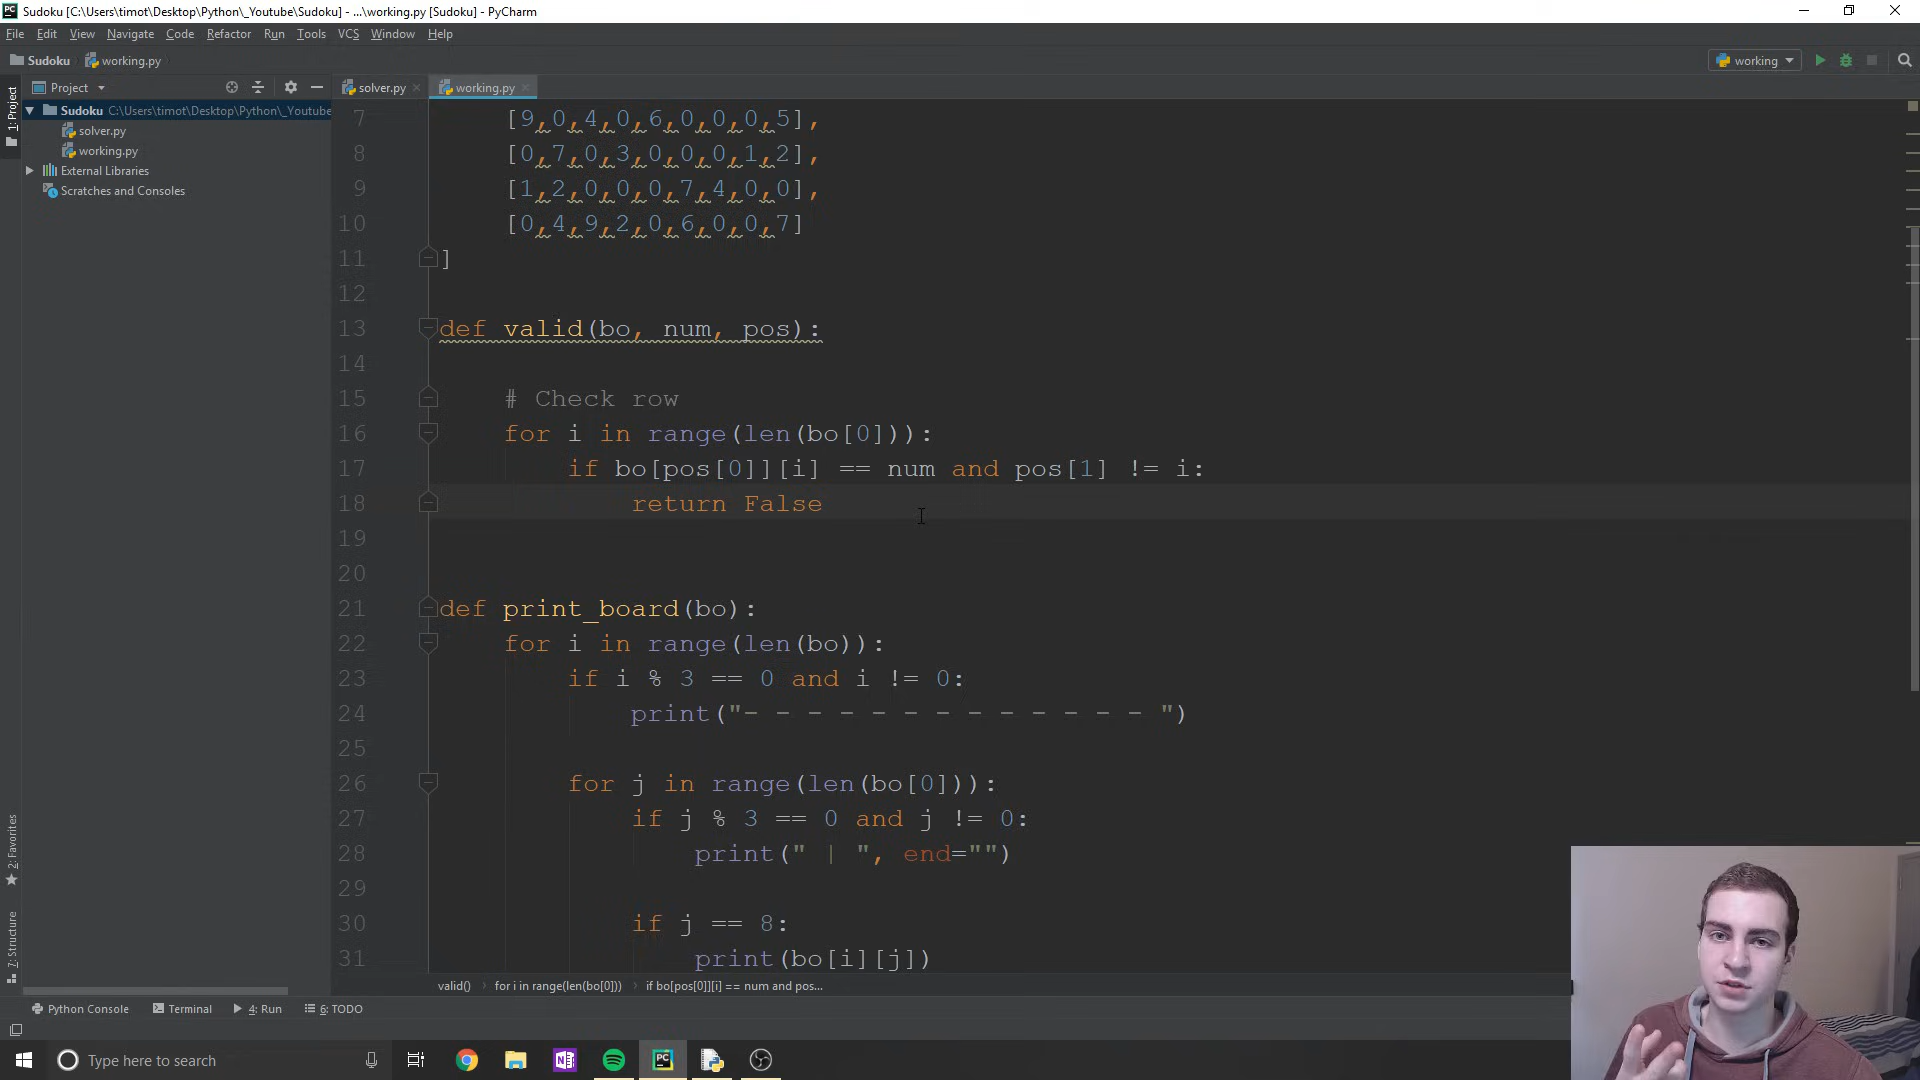 Sudoku [C:\Users\timot\Desktop\Python\_Youtube\Sudoku] - ...\working.py [Sudoku] - PyCharm
File Edit View Navigate Code Refactor Run Tools VCS Window Help
Sudoku working.py
working
1: Project
Project
solver.py working.py
Sudoku C:\Users\timot\Desktop\Python\_Youtube
solver.py
working.py
External Libraries
Scratches and Consoles
7 [9,0,4,0,6,0,0,0,5],
8 [0,7,0,3,0,0,0,1,2],
9 [1,2,0,0,0,7,4,0,0],
10 [0,4,9,2,0,6,0,0,7]
11 ]
12
13 def valid(bo, num, pos):
14
15 # Check row
16 for i in range(len(bo[0])):
17 if bo[pos[0]][i] == num and pos[1] != i:
18 return False
19
20
21 def print_board(bo):
22 for i in range(len(bo)):
23 if i % 3 == 0 and i != 0:
24 print("- - - - - - - - - - - - - ")
25
26 for j in range(len(bo[0])):
27 if j % 3 == 0 and j != 0:
28 print(" | ", end="")
29
30 if j == 8:
31 print(bo[i][j])
2: Favorites
7: Structure
valid() for i in range(len(bo[0])) if bo[pos[0]][i] == num and pos...
Python Console Terminal 4: Run 6: TODO
Type here to search